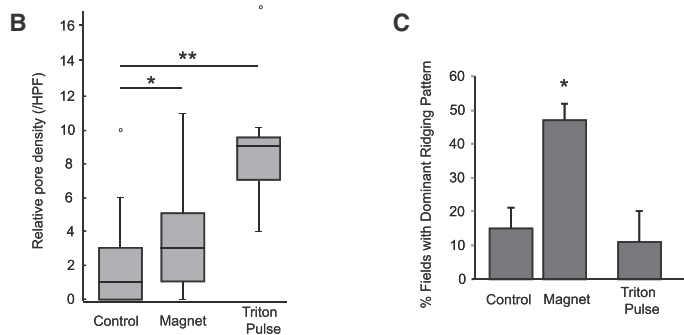 B
Relative pore density (/HPF)
16
14
12
10
8
6
4
2
0
**
*
Control
Magnet
Triton
Pulse
C
% Fields with Dominant Ridging Pattern
60
50
40
30
20
10
0
*
Control
Magnet
Triton
Pulse